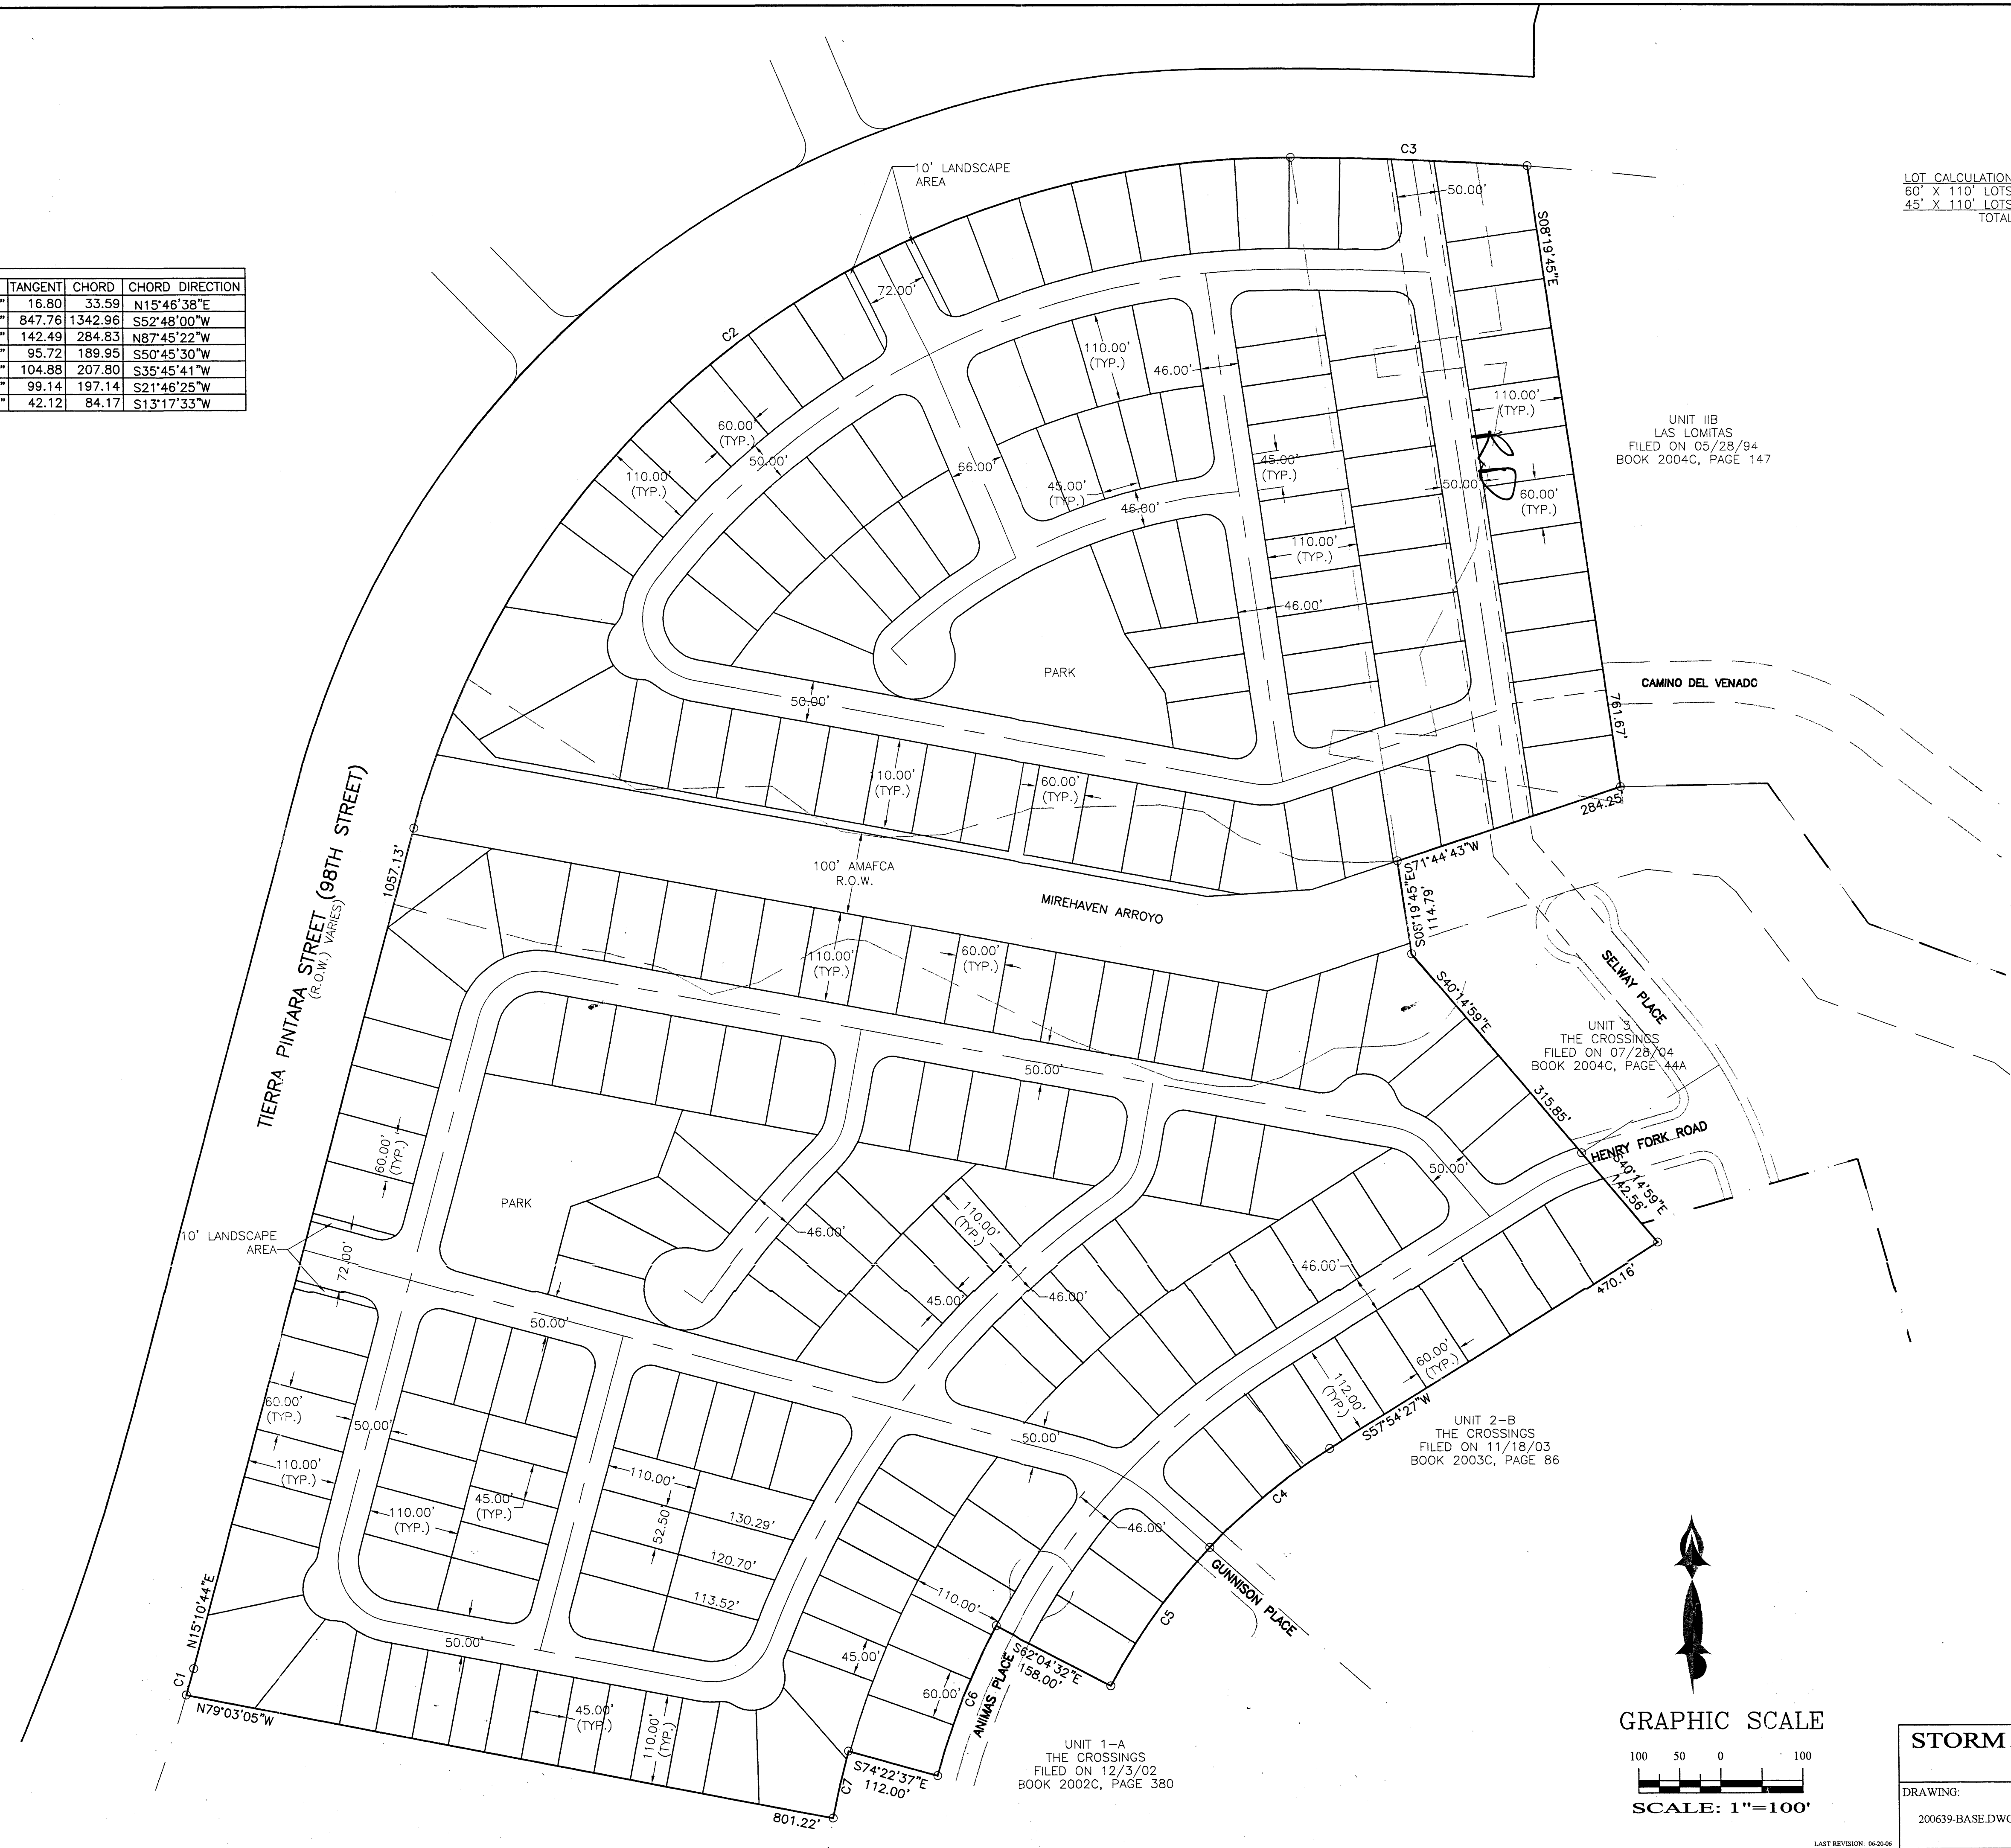 TANGENT CHORD CHORD DIRECTION
" 16.80 33.59 N15°46'38"E
" 847.76 1342.96 S52°48'00"W
" 142.49 284.83 N87°45'22"W
" 95.72 189.95 S50°45'30"W
" 104.88 207.80 S35°45'41"W
" 99.14 197.14 S21°46'25"W
" 42.12 84.17 S13°17'33"W
LOT CALCULATION
60' X 110' LOTS
45' X 110' LOTS
TOTAL
C3
10' LANDSCAPE
AREA
50.00'
S08°19'45"E
72.00'
C2
110.00'
(TYP.)
46.00'
110.00'
(TYP.)
60.00'
(TYP.)
50.00'
66.00'
110.00'
(TYP.)
45.00'
(TYP.)
45.00'
(TYP.)
46.00'
RD
50.00'
60.00'
(TYP.)
UNIT IIB
LAS LOMITAS
FILED ON 05/28/94
BOOK 2004C, PAGE 147
110.00'
(TYP.)
46.00'
PARK
CAMINO DEL VENADO
761.67'
50.00'
110.00'
(TYP.)
60.00'
(TYP.)
284.25'
S71°44'43"W
TIERRA PINTARA STREET (98TH STREET)
(R.O.W.) VARIES)
1057.13'
100' AMAFCA
R.O.W.
MIREHAVEN ARROYO
S08°19'45"E
114.79'
110.00'
(TYP.)
60.00'
(TYP.)
S40°14'59"E
SELWAY PLACE
UNIT 3
THE CROSSINGS
FILED ON 07/28/04
BOOK 2004C, PAGE 44A
50.00'
315.85'
HENRY FORK ROAD
S40°14'59"E
142.56'
60.00'
(TYP.)
50.00'
PARK
110.00'
(TYP.)
46.00'
10' LANDSCAPE
AREA
72.00'
46.00'
45.00'
46.00'
470.16'
50.00'
60.00'
(TYP.)
112.00'
(TYP.)
60.00'
(TYP.)
50.00'
50.00'
S57°54'27"W
UNIT 2-B
THE CROSSINGS
FILED ON 11/18/03
BOOK 2003C, PAGE 86
110.00'
(TYP.)
110.00'
45.00'
(TYP.)
110.00'
(TYP.)
52.50'
130.29'
C4
46.00'
120.70'
GUNNISON PLACE
N15°10'44"E
113.52'
110.00'
C5
50.00'
45.00'
S62°04'32"E
158.00'
C1
N79°03'05"W
60.00'
C6
ANIMAS PLACE
45.00'
(TYP.)
110.00'
(TYP.)
S74°22'37"E
112.00'
C7
801.22'
UNIT 1-A
THE CROSSINGS
FILED ON 12/3/02
BOOK 2002C, PAGE 380
GRAPHIC SCALE
100 50 0 100
SCALE: 1"=100'
STORM
DRAWING:
200639-BASE.DWG
LAST REVISION: 06-20-06